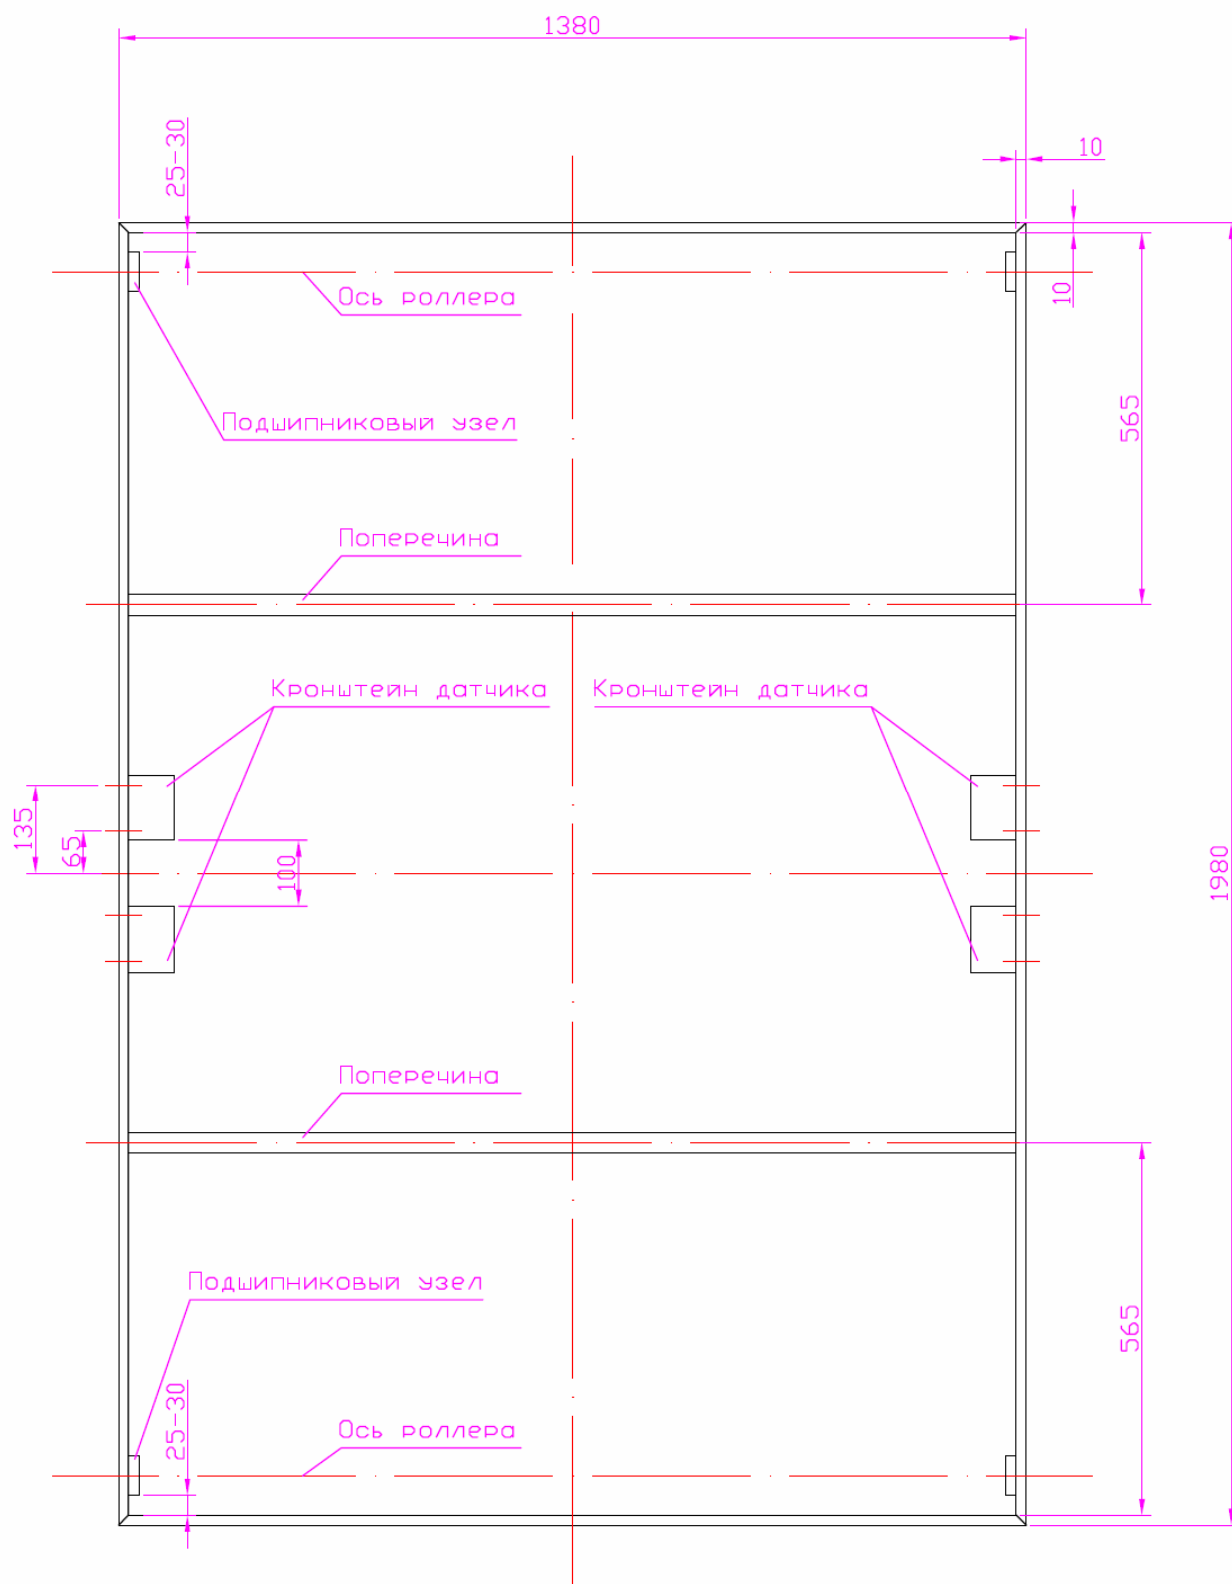 1380
25-30
10
10
Ось роллера
Подшипниковый узел
565
Поперечина
Кронштейн датчика
Кронштейн датчика
135
65
100
1980
Поперечина
Подшипниковый узел
565
25-30
Ось роллера